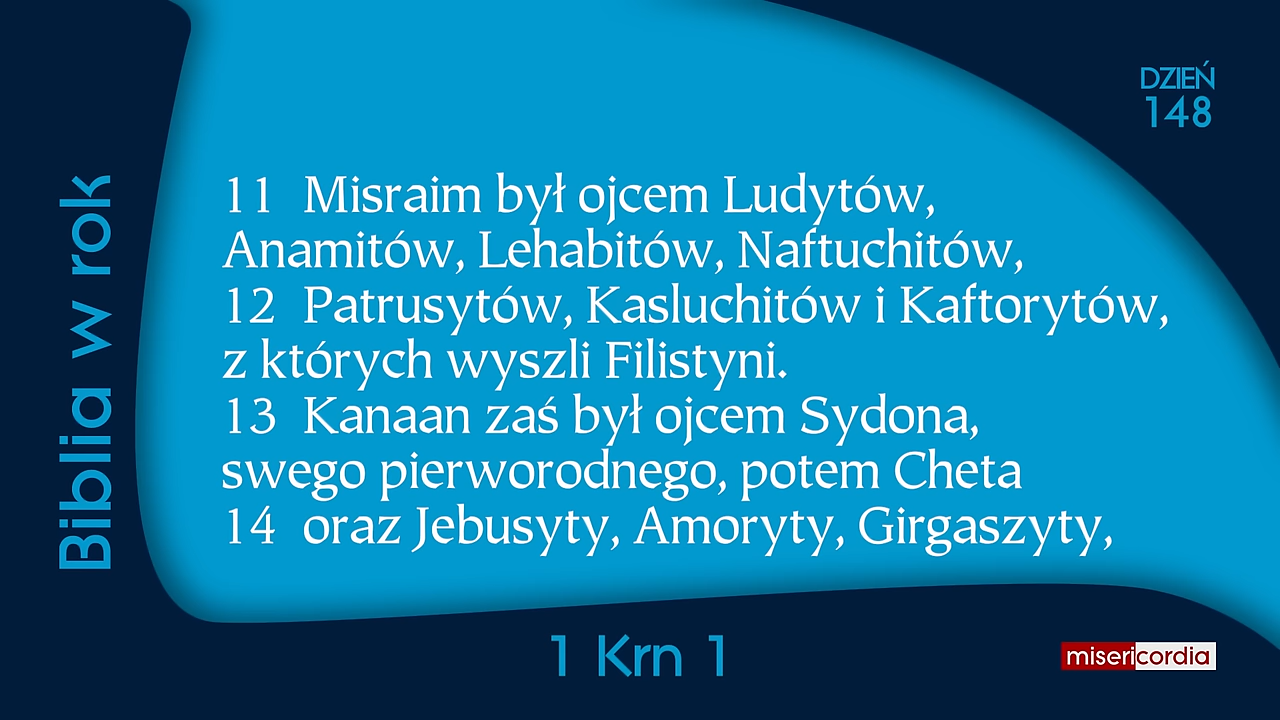 DZIEŃ
148
Biblia w rok
11 Misraim był ojcem Ludytów,
Anamitów, Lehabitów, Naftuchitów,
12 Patrusytów, Kasluchitów i Kaftorytów,
z których wyszli Filistyni.
13 Kanaan zaś był ojcem Sydona,
swego pierworodnego, potem Cheta
14 oraz Jebusyty, Amoryty, Girgaszyty,
1 Krn 1
misericordia